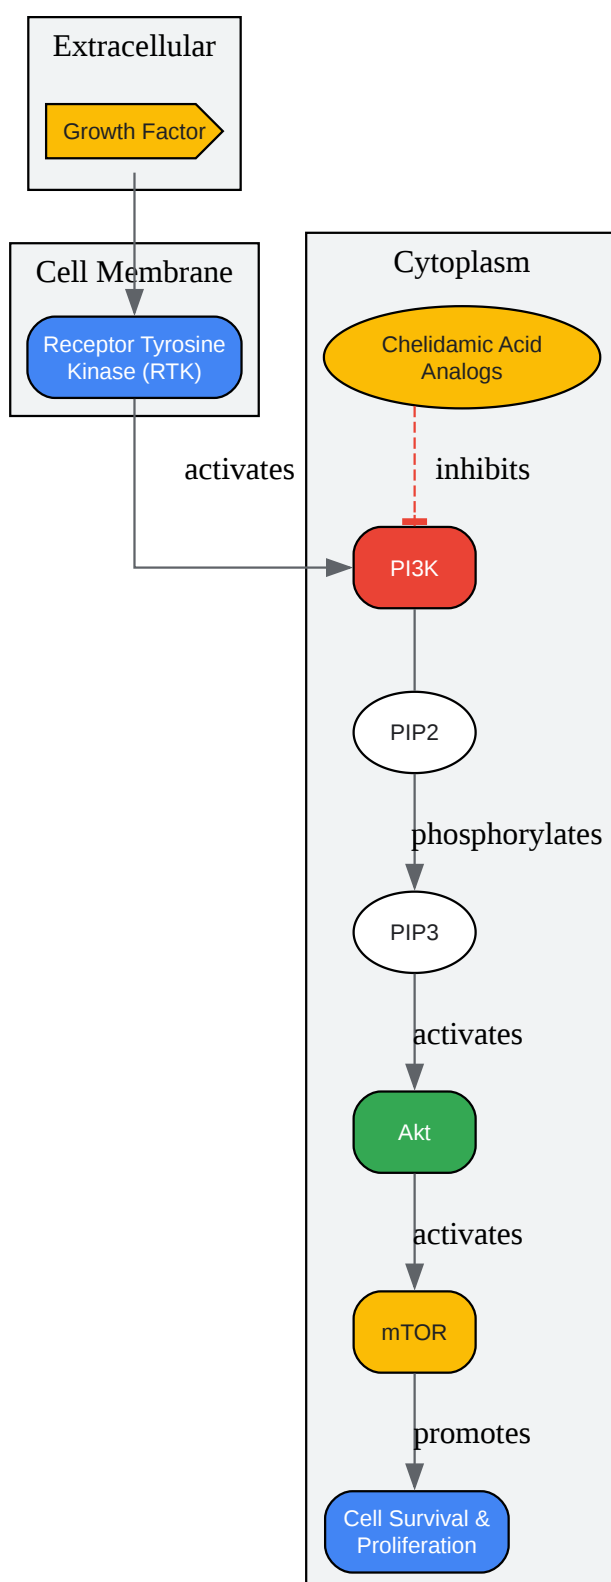 Extracellular
Growth Factor
Cell Membrane
Receptor Tyrosine
Kinase (RTK)
Cytoplasm
Chelidamic Acid
Analogs
activates
inhibits
PI3K
PIP2
phosphorylates
PIP3
activates
Akt
activates
mTOR
promotes
Cell Survival &
Proliferation